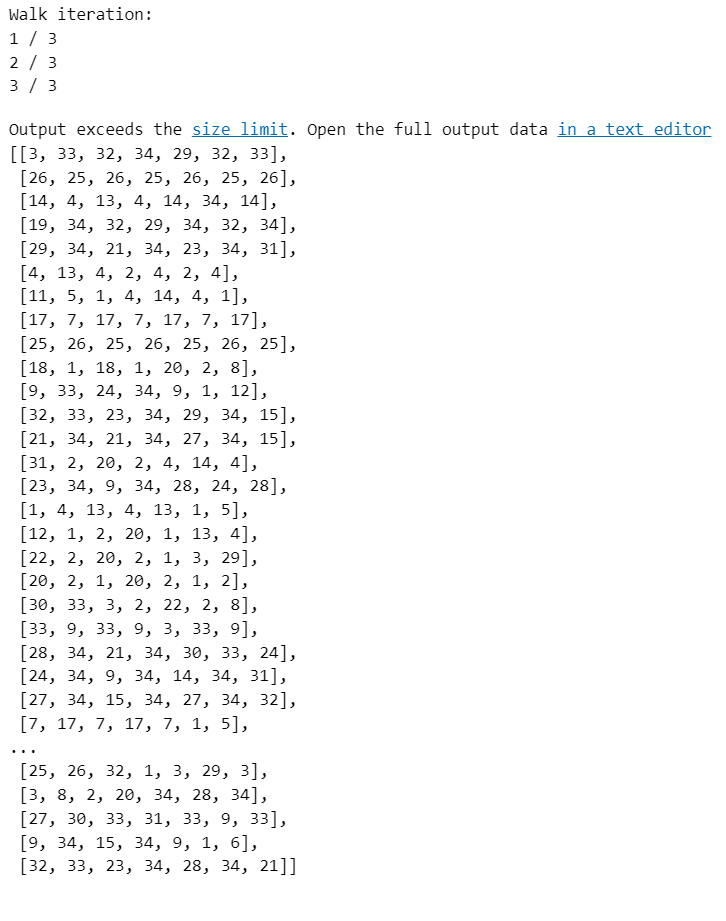 Walk iteration:
1 / 3
2 / 3
3 / 3
Output exceeds the size limit. Open the full output data in a text editor
[[3, 33, 32, 34, 29, 32, 33],
[26, 25, 26, 25, 26, 25, 26],
[14, 4, 13, 4, 14, 34, 14],
[19, 34, 32, 29, 34, 32, 34],
[29, 34, 21, 34, 23, 34, 31],
[4, 13, 4, 2, 4, 2, 4],
[11, 5, 1, 4, 14, 4, 1],
[17, 7, 17, 7, 17, 7, 17],
[25, 26, 25, 26, 25, 26, 25],
[18, 1, 18, 1, 20, 2, 8],
[9, 33, 24, 34, 9, 1, 12],
[32, 33, 23, 34, 29, 34, 15],
[21, 34, 21, 34, 27, 34, 15],
[31, 2, 20, 2, 4, 14, 4],
[23, 34, 9, 34, 28, 24, 28],
[1, 4, 13, 4, 13, 1, 5],
[12, 1, 2, 20, 1, 13, 4],
[22, 2, 20, 2, 1, 3, 29],
[20, 2, 1, 20, 2, 1, 2],
[30, 33, 3, 2, 22, 2, 8],
[33, 9, 33, 9, 3, 33, 9],
[28, 34, 21, 34, 30, 33, 24],
[24, 34, 9, 34, 14, 34, 31],
[27, 34, 15, 34, 27, 34, 32],
[7, 17, 7, 17, 7, 1, 5],
...
[25, 26, 32, 1, 3, 29, 3],
[3, 8, 2, 20, 34, 28, 34],
[27, 30, 33, 31, 33, 9, 33],
[9, 34, 15, 34, 9, 1, 6],
[32, 33, 23, 34, 28, 34, 21]]